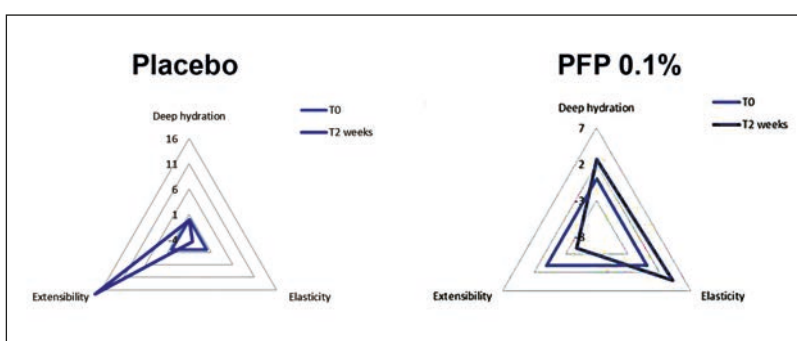 Placebo
Deep hydration
T0
T2 weeks
16
11
6
1
-4
Extensibility
Elasticity
PFP 0.1%
Deep hydration
T0
T2 weeks
7
2
-3
-8
Extensibility
Elasticity